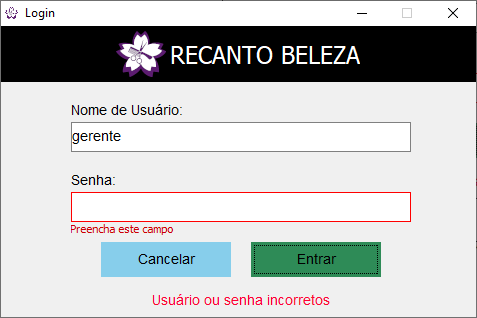 Login
RECANTO BELEZA
Nome de Usuário:
gerente
Senha:
Preencha este campo
Cancelar
Entrar
Usuário ou senha incorretos